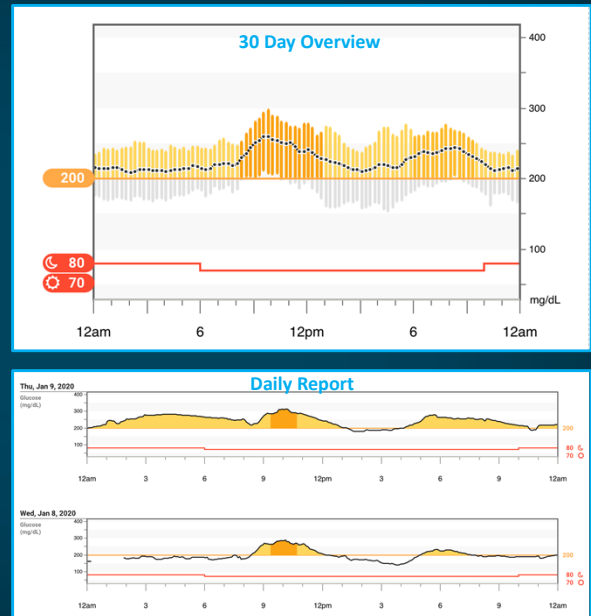 30 Day Overview
400
300
200
200
100
80
70
mg/dL
12am 6 12pm 6 12am
Daily Report
Thu, Jan 9, 2020
Glucose
(mg/dL)
400
300
200
200
100
80
70
12am 3 6 9 12pm 3 6 9 12am
Wed, Jan 8, 2020
Glucose
(mg/dL)
400
300
200
200
100
80
70
12am 3 6 9 12pm 3 6 9 12am